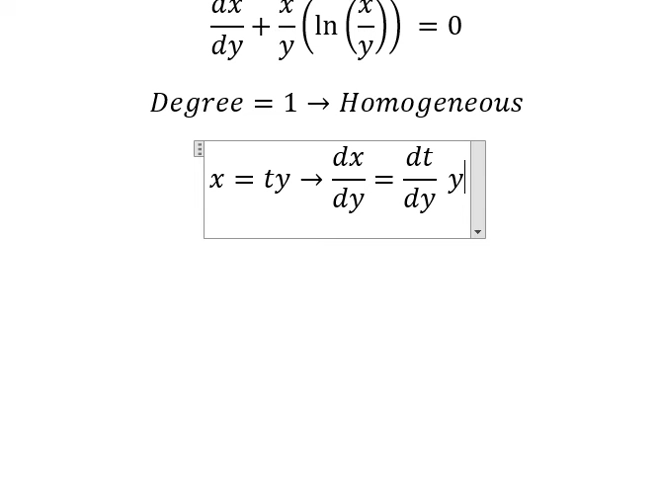 dx/dy + x/y (ln (x/y)) = 0
Degree = 1 → Homogeneous
x = ty → dx/dy = dt/dy y